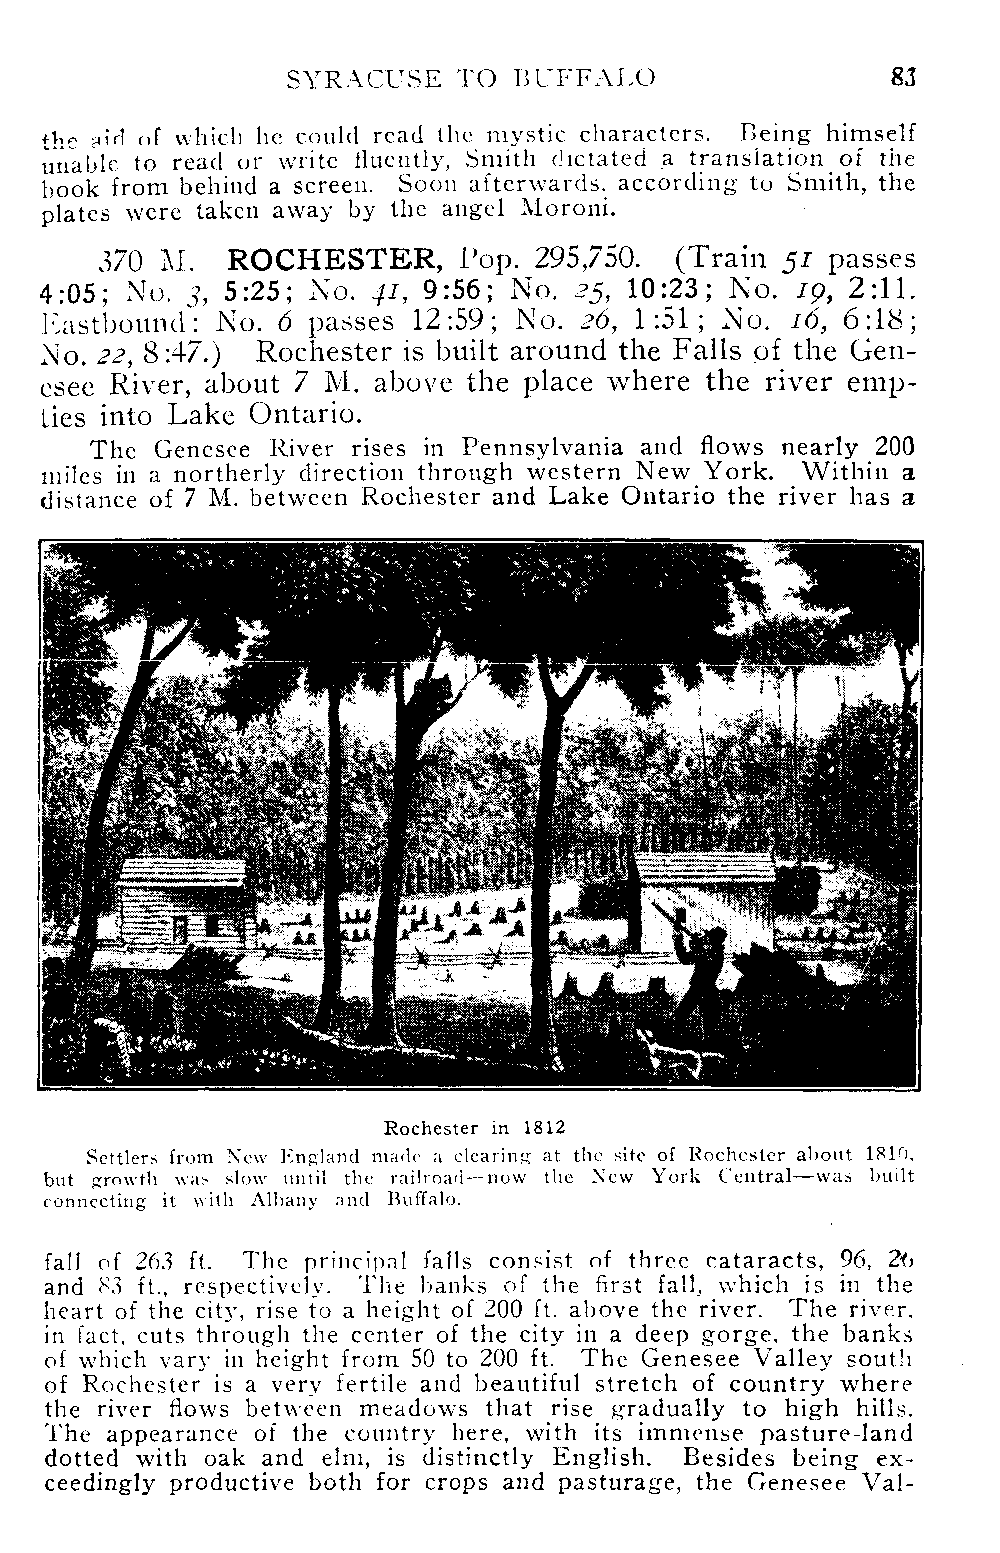 SYRACUSE TO BUFFALO 83
the aid of which he could read the mystic characters. Being himself
unable to read or write fluently, Smith dictated a translation of the
book from behind a screen. Soon afterwards, according to Smith, the
plates were taken away by the angel Moroni.
370 M. ROCHESTER, Pop. 295,750. (Train 51 passes
4:05; No. 3, 5:25; No. 41, 9:56; No. 25, 10:23; No. 19, 2:11.
Eastbound: No. 6 passes 12:59; No. 26, 1:51; No. 16, 6:18;
No. 22, 8:47.) Rochester is built around the Falls of the Gen-
esee River, about 7 M. above the place where the river emp-
ties into Lake Ontario.
The Genesee River rises in Pennsylvania and flows nearly 200
miles in a northerly direction through western New York. Within a
distance of 7 M. between Rochester and Lake Ontario the river has a
Rochester in 1812
Settlers from New England made a clearing at the site of Rochester about 1810,
but growth was slow until the railroad—now the New York Central—was built
connecting it with Albany and Buffalo.
fall of 263 ft. The principal falls consist of three cataracts, 96, 26
and 83 ft., respectively. The banks of the first fall, which is in the
heart of the city, rise to a height of 200 ft. above the river. The river,
in fact, cuts through the center of the city in a deep gorge, the banks
of which vary in height from 50 to 200 ft. The Genesee Valley south
of Rochester is a very fertile and beautiful stretch of country where
the river flows between meadows that rise gradually to high hills.
The appearance of the country here, with its immense pasture-land
dotted with oak and elm, is distinctly English. Besides being ex-
ceedingly productive both for crops and pasturage, the Genesee Val-